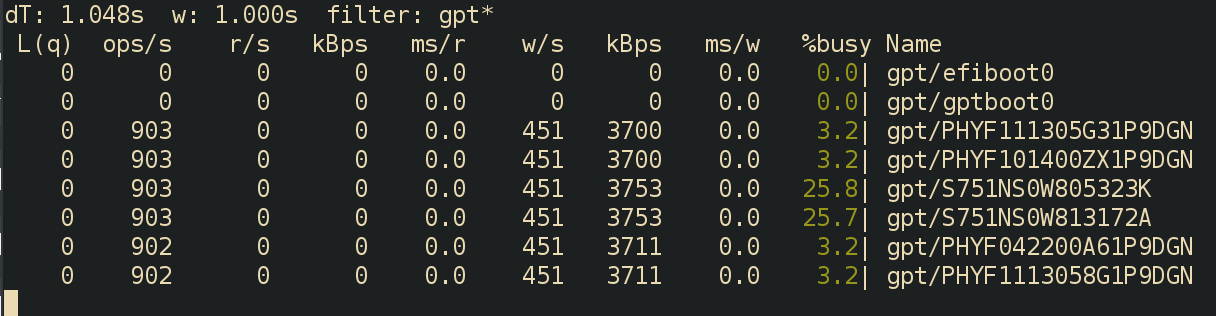 dT: 1.048s  w: 1.000s  filter: gpt*
 L(q)  ops/s    r/s   kBps   ms/r    w/s   kBps   ms/w   %busy Name
    0      0      0      0    0.0      0      0    0.0    0.0| gpt/efiboot0
    0      0      0      0    0.0      0      0    0.0    0.0| gpt/gptboot0
    0    903      0      0    0.0    451   3700    0.0    3.2| gpt/PHYF111305G31P9DGN
    0    903      0      0    0.0    451   3700    0.0    3.2| gpt/PHYF101400ZX1P9DGN
    0    903      0      0    0.0    451   3753    0.0   25.8| gpt/S751NS0W805323K
    0    903      0      0    0.0    451   3753    0.0   25.7| gpt/S751NS0W813172A
    0    902      0      0    0.0    451   3711    0.0    3.2| gpt/PHYF042200A61P9DGN
    0    902      0      0    0.0    451   3711    0.0    3.2| gpt/PHYF1113058G1P9DGN